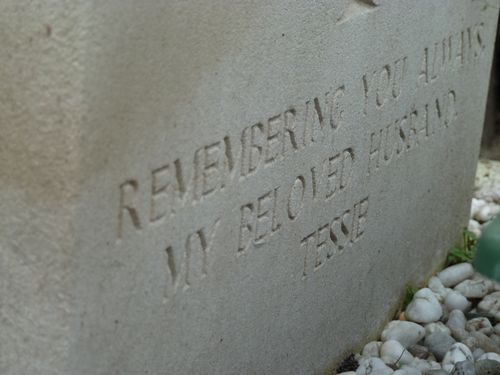 REMEMBERING YOU ALWAYS,
MY BELOVED HUSBAND.
TESSIE